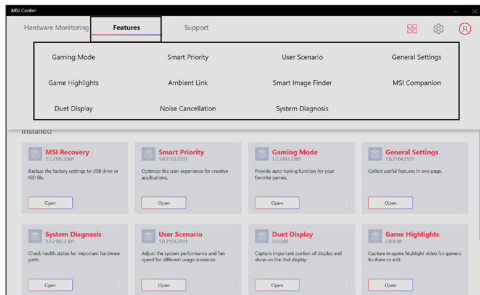 MSI Center
Hardware Monitoring Features Support
Gaming Mode Smart Priority User Scenario General Settings
Game Highlights Ambient Link Smart Image Finder MSI Companion
Duet Display Noise Cancellation System Diagnosis
Installed
MSI Recovery Smart Priority Gaming Mode General Settings
Backup the factory settings to USB drive or Optimize the user experience for creative Provide auto-tuning function for your Collect useful features in one page.
ISO file. applications. favorite games.
Open Open Open Open
System Diagnosis User Scenario Duet Display Game Highlights
Check health status for important hardware Adjust the system performance and fan Capture important portion of display and Capture in-game highlight video for gamers
parts. speed for different usage scenarios. show on the 2nd display to share or edit.
Open Open Open Open